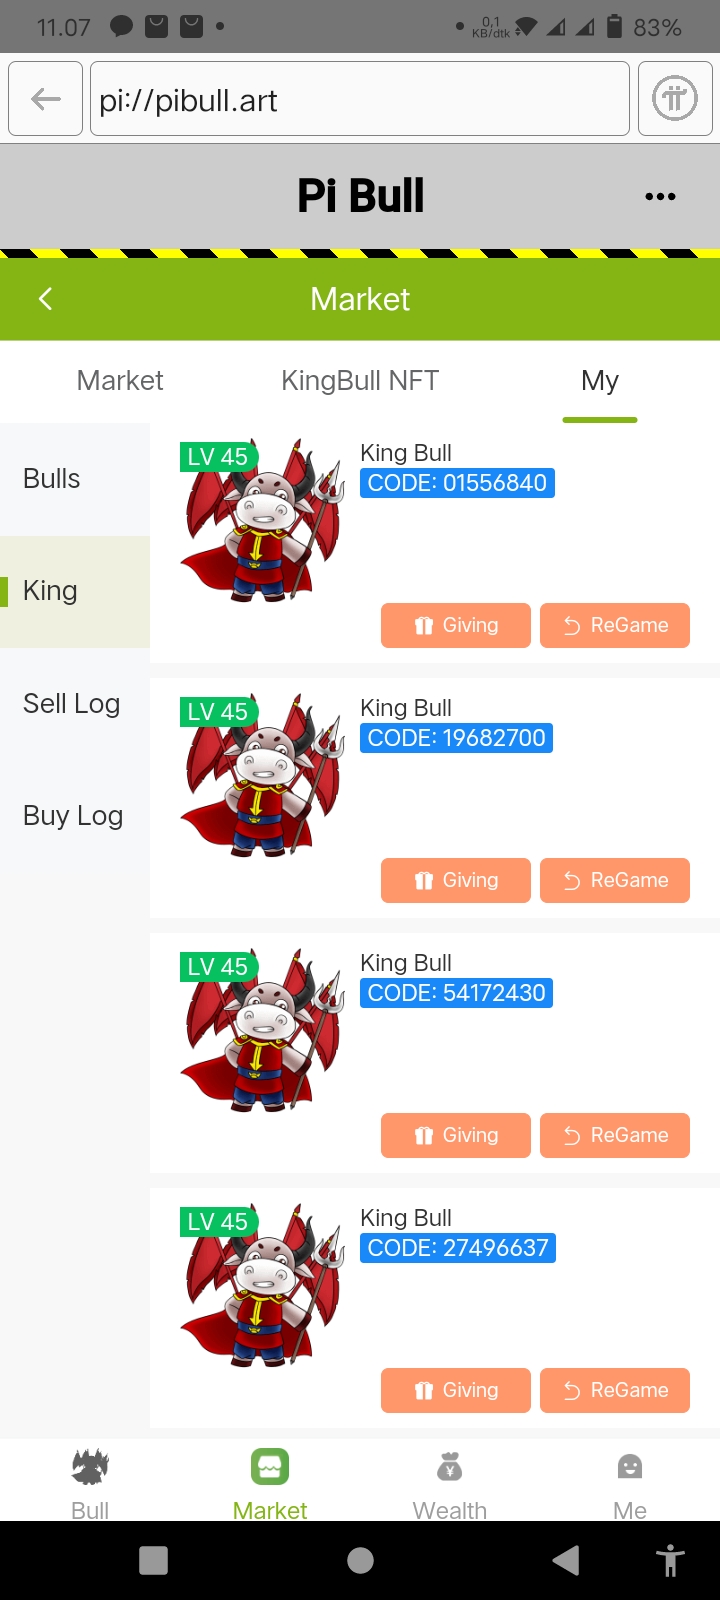 11.07
0,1
KB/dtk
83%
pi://pibull.art
Pi Bull
Market
Market
KingBull NFT
My
Bulls
King
Sell Log
Buy Log
LV 45
King Bull
CODE: 01556840
Giving
ReGame
LV 45
King Bull
CODE: 19682700
Giving
ReGame
LV 45
King Bull
CODE: 54172430
Giving
ReGame
LV 45
King Bull
CODE: 27496637
Giving
ReGame
Bull
Market
Wealth
Me